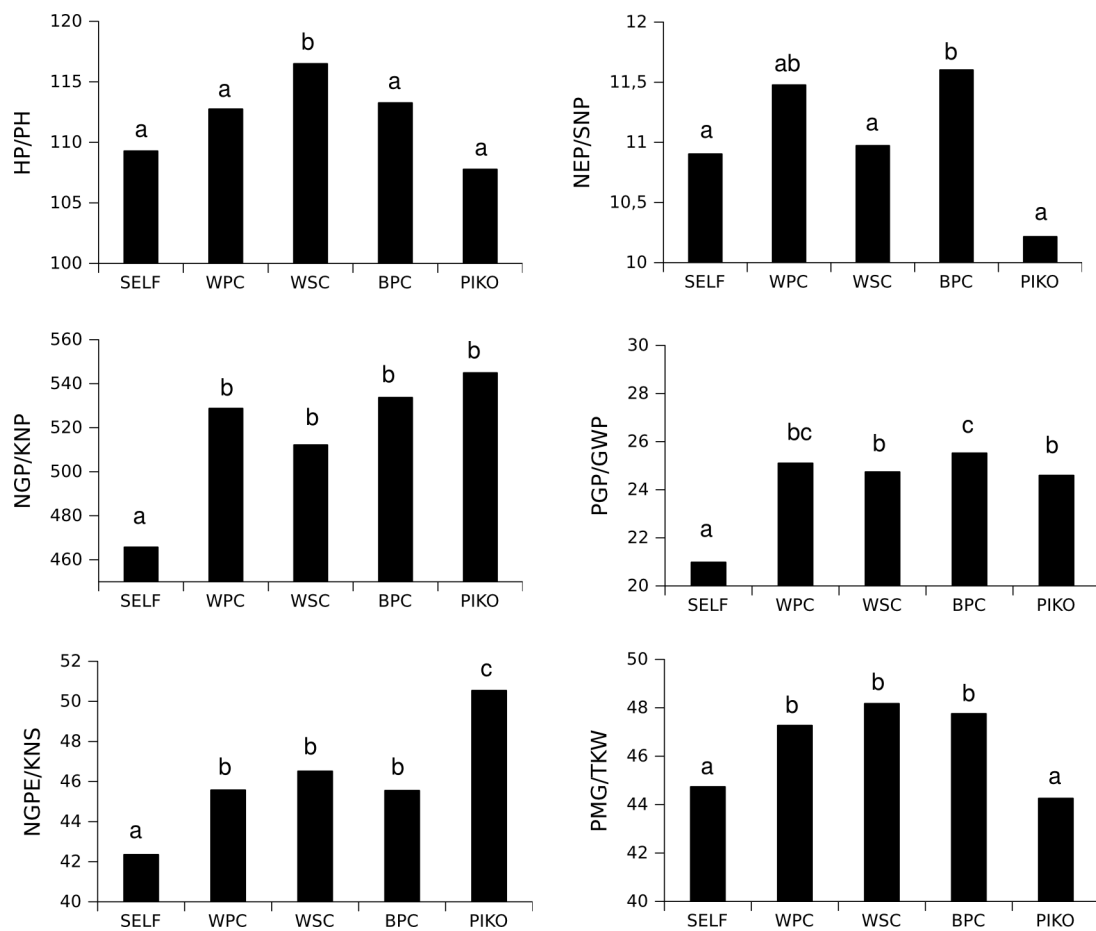 HP/PH
120
115
110
105
100
a
a
b
a
a
SELF WPC WSC BPC PIKO
NEP/SNP
12
11,5
11
10,5
10
a
ab
a
b
a
SELF WPC WSC BPC PIKO
NGP/KNP
560
540
520
500
480
460
a
b
b
b
b
SELF WPC WSC BPC PIKO
PGP/GWP
30
28
26
24
22
20
a
bc
b
c
b
SELF WPC WSC BPC PIKO
NGPE/KNS
52
50
48
46
44
42
40
a
b
b
b
c
SELF WPC WSC BPC PIKO
PMG/TKW
50
48
46
44
42
40
a
b
b
b
a
SELF WPC WSC BPC PIKO